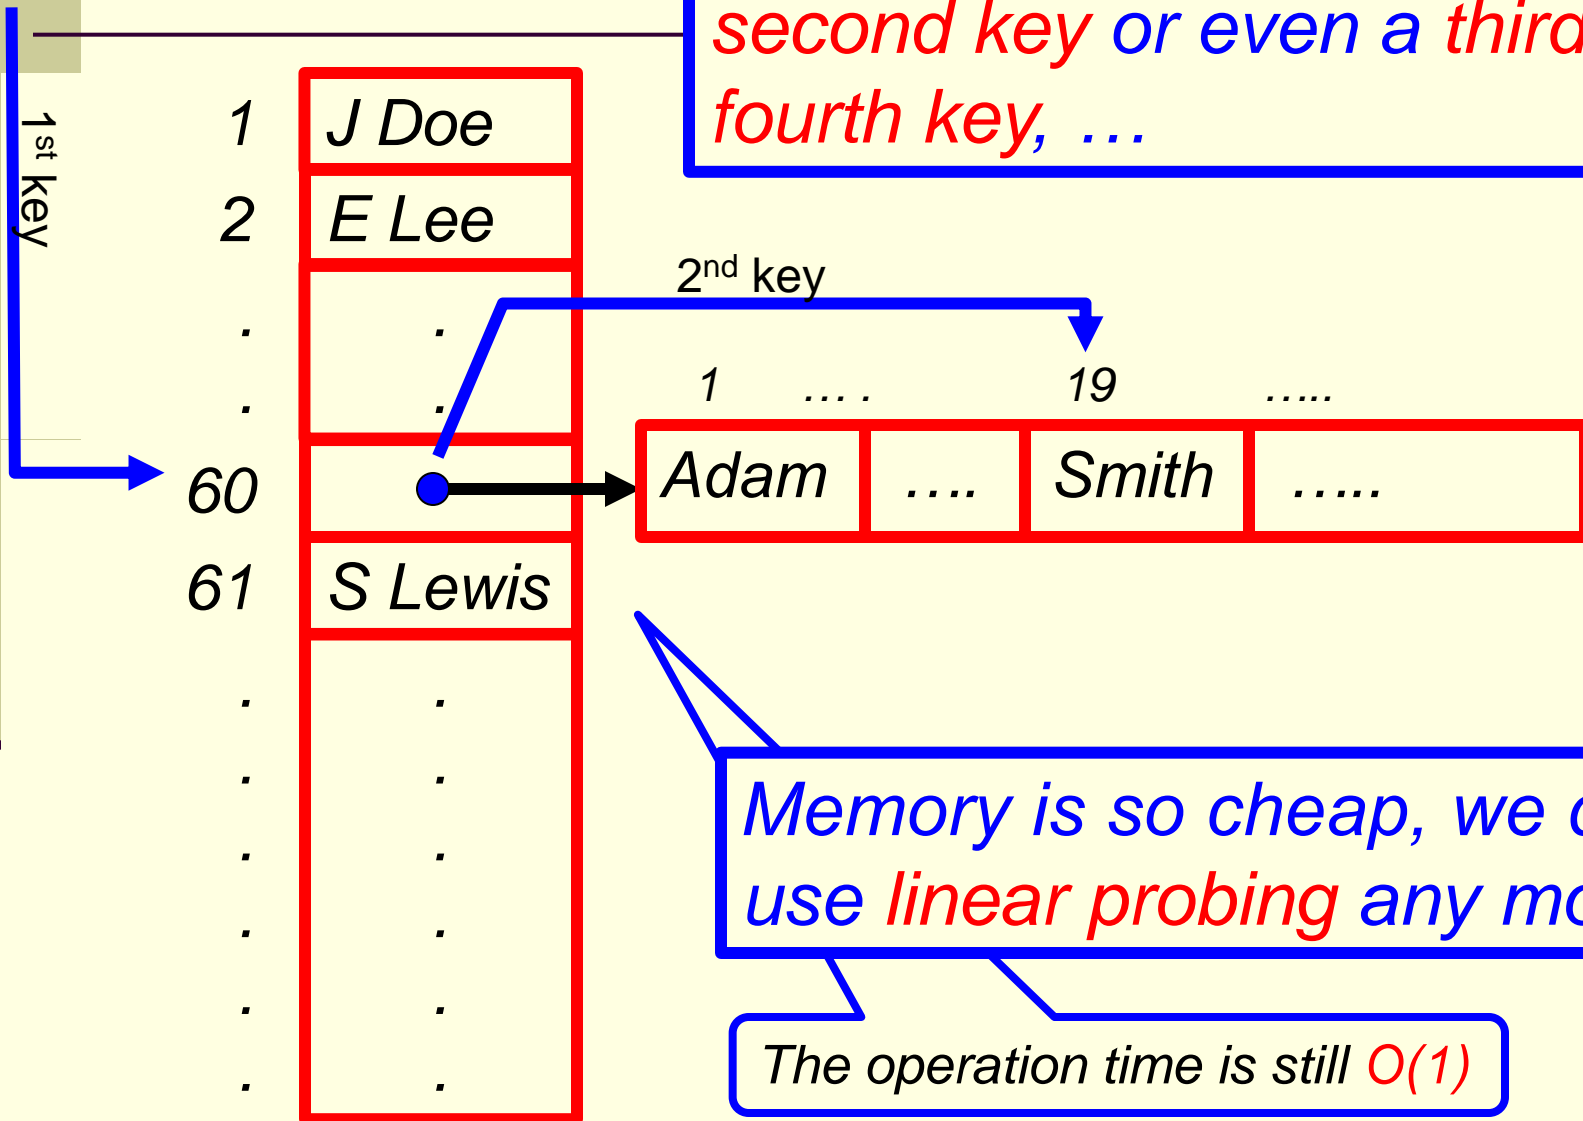 second key or even a third
fourth key, …
1st key
1 J Doe
2 E Lee
. .
. .
2nd key
1 … . 19 …..
60
Adam …. Smith …..
61 S Lewis
. .
. .
. .
. .
. .
. .
Memory is so cheap, we
use linear probing any
The operation time is still O(1)